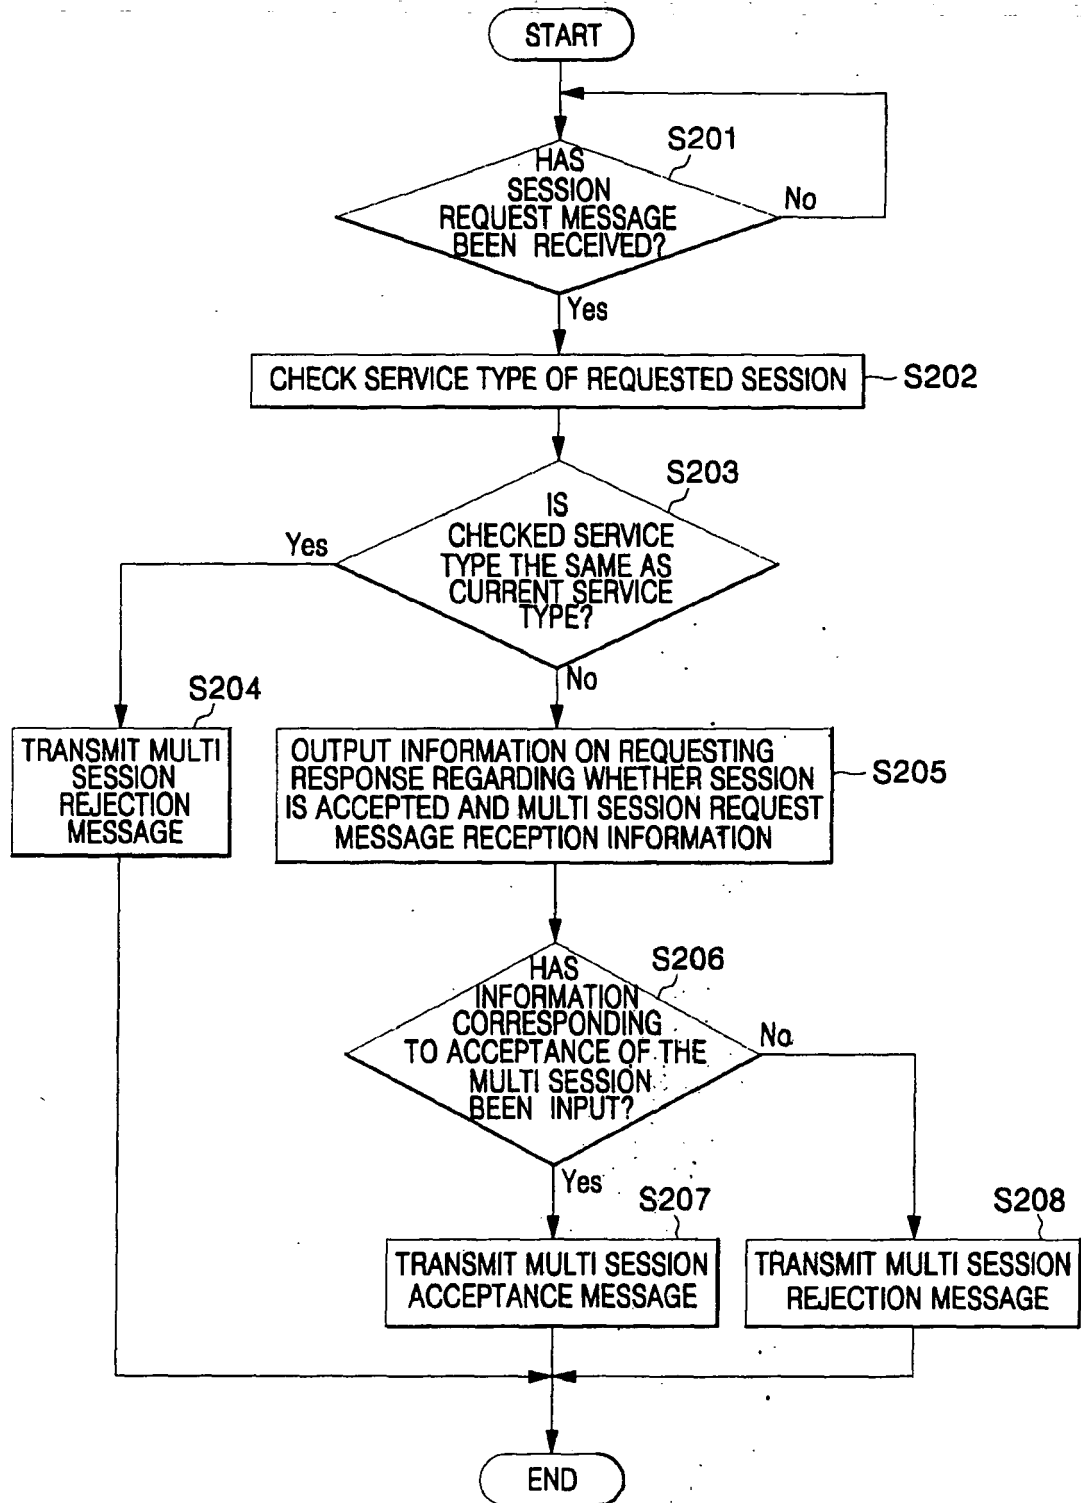 START
S201
HAS
SESSION
REQUEST MESSAGE
BEEN RECEIVED?
No
Yes
CHECK SERVICE TYPE OF REQUESTED SESSION
S202
S203
IS
CHECKED SERVICE
TYPE THE SAME AS
CURRENT SERVICE
TYPE?
Yes
No
S204
TRANSMIT MULTI
SESSION
REJECTION
MESSAGE
OUTPUT INFORMATION ON REQUESTING
RESPONSE REGARDING WHETHER SESSION
IS ACCEPTED AND MULTI SESSION REQUEST
MESSAGE RECEPTION INFORMATION
S205
S206
HAS
INFORMATION
CORRESPONDING
TO ACCEPTANCE OF THE
MULTI SESSION
BEEN INPUT?
No
Yes
S207
TRANSMIT MULTI SESSION
ACCEPTANCE MESSAGE
S208
TRANSMIT MULTI SESSION
REJECTION MESSAGE
END